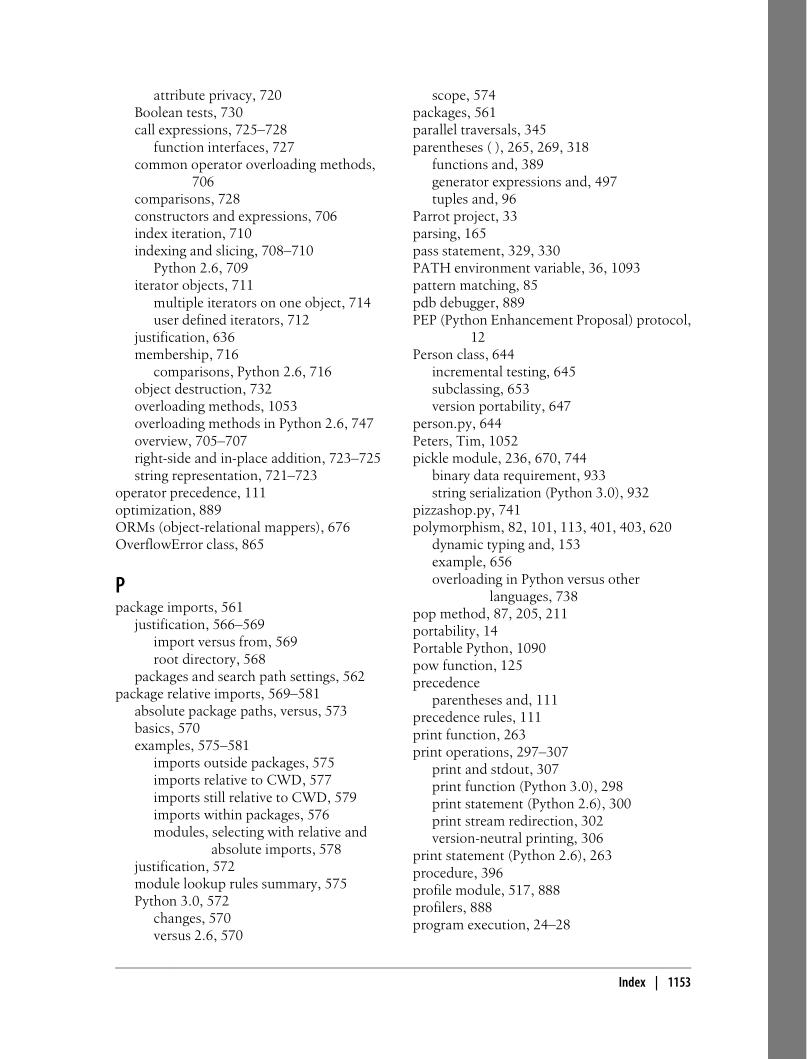 attribute privacy, 720
Boolean tests, 730
call expressions, 725–728
function interfaces, 727
common operator overloading methods,
706
comparisons, 728
constructors and expressions, 706
index iteration, 710
indexing and slicing, 708–710
Python 2.6, 709
iterator objects, 711
multiple iterators on one object, 714
user defined iterators, 712
justification, 636
membership, 716
comparisons, Python 2.6, 716
object destruction, 732
overloading methods, 1053
overloading methods in Python 2.6, 747
overview, 705–707
right-side and in-place addition, 723–725
string representation, 721–723
operator precedence, 111
optimization, 889
ORMs (object-relational mappers), 676
OverflowError class, 865
P
package imports, 561
justification, 566–569
import versus from, 569
root directory, 568
packages and search path settings, 562
package relative imports, 569–581
absolute package paths, versus, 573
basics, 570
examples, 575–581
imports outside packages, 575
imports relative to CWD, 577
imports still relative to CWD, 579
imports within packages, 576
modules, selecting with relative and
absolute imports, 578
justification, 572
module lookup rules summary, 575
Python 3.0, 572
changes, 570
versus 2.6, 570
scope, 574
packages, 561
parallel traversals, 345
parentheses ( ), 265, 269, 318
functions and, 389
generator expressions and, 497
tuples and, 96
Parrot project, 33
parsing, 165
pass statement, 329, 330
PATH environment variable, 36, 1093
pattern matching, 85
pdb debugger, 889
PEP (Python Enhancement Proposal) protocol,
12
Person class, 644
incremental testing, 645
subclassing, 653
version portability, 647
person.py, 644
Peters, Tim, 1052
pickle module, 236, 670, 744
binary data requirement, 933
string serialization (Python 3.0), 932
pizzashop.py, 741
polymorphism, 82, 101, 113, 401, 403, 620
dynamic typing and, 153
example, 656
overloading in Python versus other
languages, 738
pop method, 87, 205, 211
portability, 14
Portable Python, 1090
pow function, 125
precedence
parentheses and, 111
precedence rules, 111
print function, 263
print operations, 297–307
print and stdout, 307
print function (Python 3.0), 298
print statement (Python 2.6), 300
print stream redirection, 302
version-neutral printing, 306
print statement (Python 2.6), 263
procedure, 396
profile module, 517, 888
profilers, 888
program execution, 24–28
Index | 1153